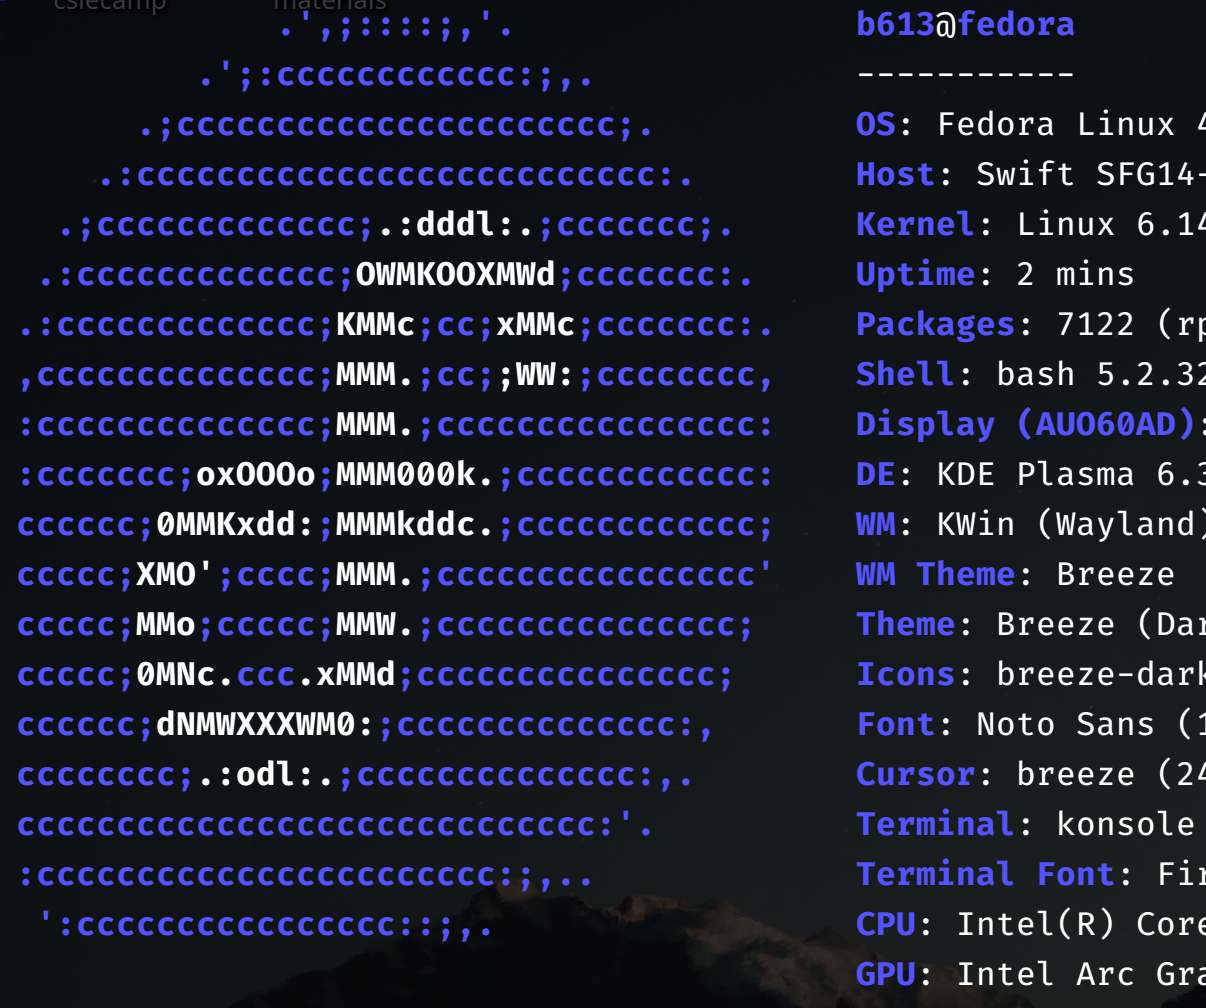 cslecamp materials
.',;::::;,'. b613@fedora
.';:cccccccccccc:;,. -----------
.;cccccccccccccccccccccc;. OS: Fedora Linux 4
.:cccccccccccccccccccccccccc:. Host: Swift SFG14-
.;ccccccccccccc;.:dddl:.;ccccccc;. Kernel: Linux 6.14
.:ccccccccccccc;OWMKOOXMWd;ccccccc:. Uptime: 2 mins
.:ccccccccccccc;KMMc;cc;xMMc;ccccccc:. Packages: 7122 (rp
,cccccccccccccc;MMM.;cc;;WW:;cccccccc, Shell: bash 5.2.32
:cccccccccccccc;MMM.;cccccccccccccccc: Display (AUO60AD):
:ccccccc;oxOOOo;MMM000k.;cccccccccccc: DE: KDE Plasma 6.3
cccccc;0MMKxdd:;MMMkddc.;cccccccccccc; WM: KWin (Wayland)
ccccc;XMO';cccc;MMM.;cccccccccccccccc' WM Theme: Breeze
ccccc;MMo;ccccc;MMW.;ccccccccccccccc; Theme: Breeze (Dar
ccccc;0MNc.ccc.xMMd;ccccccccccccccc; Icons: breeze-dark
cccccc;dNMWXXXWM0:;cccccccccccccc:, Font: Noto Sans (1
cccccccc;.:odl:.;cccccccccccccc:,. Cursor: breeze (24
ccccccccccccccccccccccccccccc:'. Terminal: konsole
:ccccccccccccccccccccccc:;,.. Terminal Font: Fir
':cccccccccccccccc::;,. CPU: Intel(R) Core
GPU: Intel Arc Gra